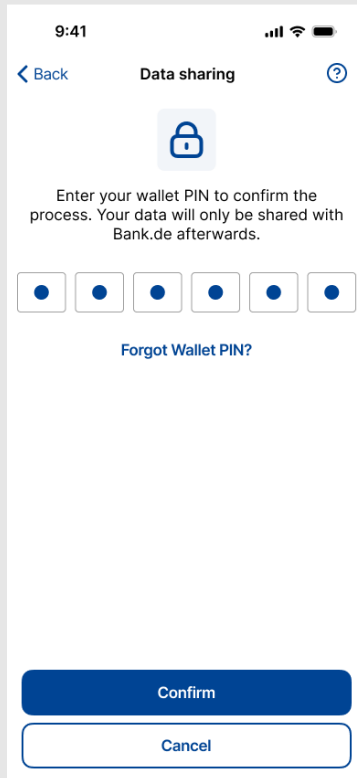 9:41
Back
Data sharing
Enter your wallet PIN to confirm the
process. Your data will only be shared with
Bank.de afterwards.
Forgot Wallet PIN?
Confirm
Cancel